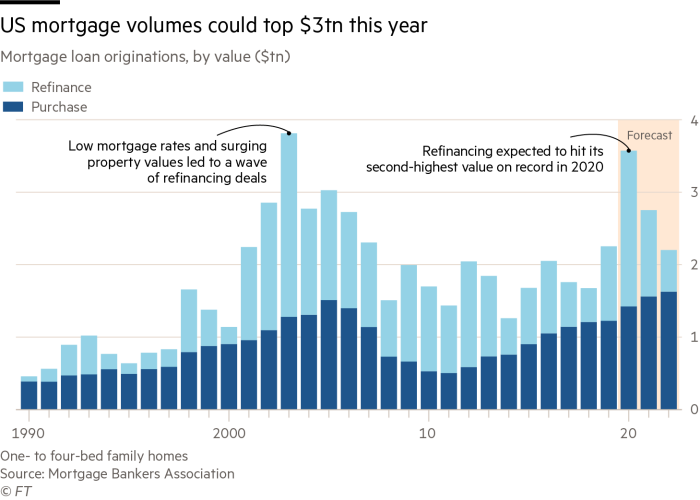 US mortgage volumes could top $3tn this year
Mortgage loan originations, by value ($tn)
Refinance
Purchase
4
Forecast
Low mortgage rates and surging
property values led to a wave
of refinancing deals
Refinancing expected to hit its
second-highest value on record in 2020
3
2
1
0
1990 2000 10 20
One- to four-bed family homes
Source: Mortgage Bankers Association
© FT